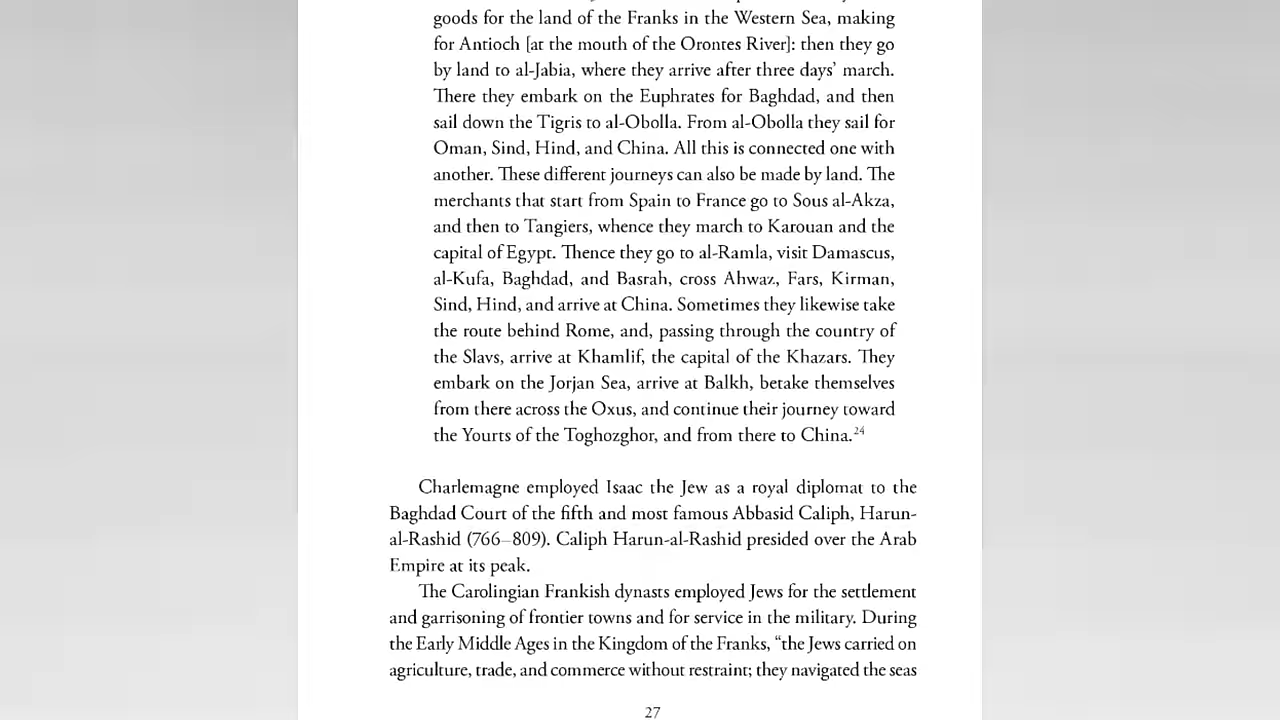 goods for the land of the Franks in the Western Sea, making
for Antioch [at the mouth of the Orontes River]: then they go
by land to al-Jabia, where they arrive after three days’ march.
There they embark on the Euphrates for Baghdad, and then
sail down the Tigris to al-Obolla. From al-Obolla they sail for
Oman, Sind, Hind, and China. All this is connected one with
another. These different journeys can also be made by land. The
merchants that start from Spain to France go to Sous al-Akza,
and then to Tangiers, whence they march to Karouan and the
capital of Egypt. Thence they go to al-Ramla, visit Damascus,
al-Kufa, Baghdad, and Basrah, cross Ahwaz, Fars, Kirman,
Sind, Hind, and arrive at China. Sometimes they likewise take
the route behind Rome, and, passing through the country of
the Slavs, arrive at Khamlif, the capital of the Khazars. They
embark on the Jorjan Sea, arrive at Balkh, betake themselves
from there across the Oxus, and continue their journey toward
the Yourts of the Toghozghor, and from there to China.24
Charlemagne employed Isaac the Jew as a royal diplomat to the
Baghdad Court of the fifth and most famous Abbasid Caliph, Harun-
al-Rashid (766–809). Caliph Harun-al-Rashid presided over the Arab
Empire at its peak.
The Carolingian Frankish dynasts employed Jews for the settlement
and garrisoning of frontier towns and for service in the military. During
the Early Middle Ages in the Kingdom of the Franks, “the Jews carried on
agriculture, trade, and commerce without restraint; they navigated the seas
27